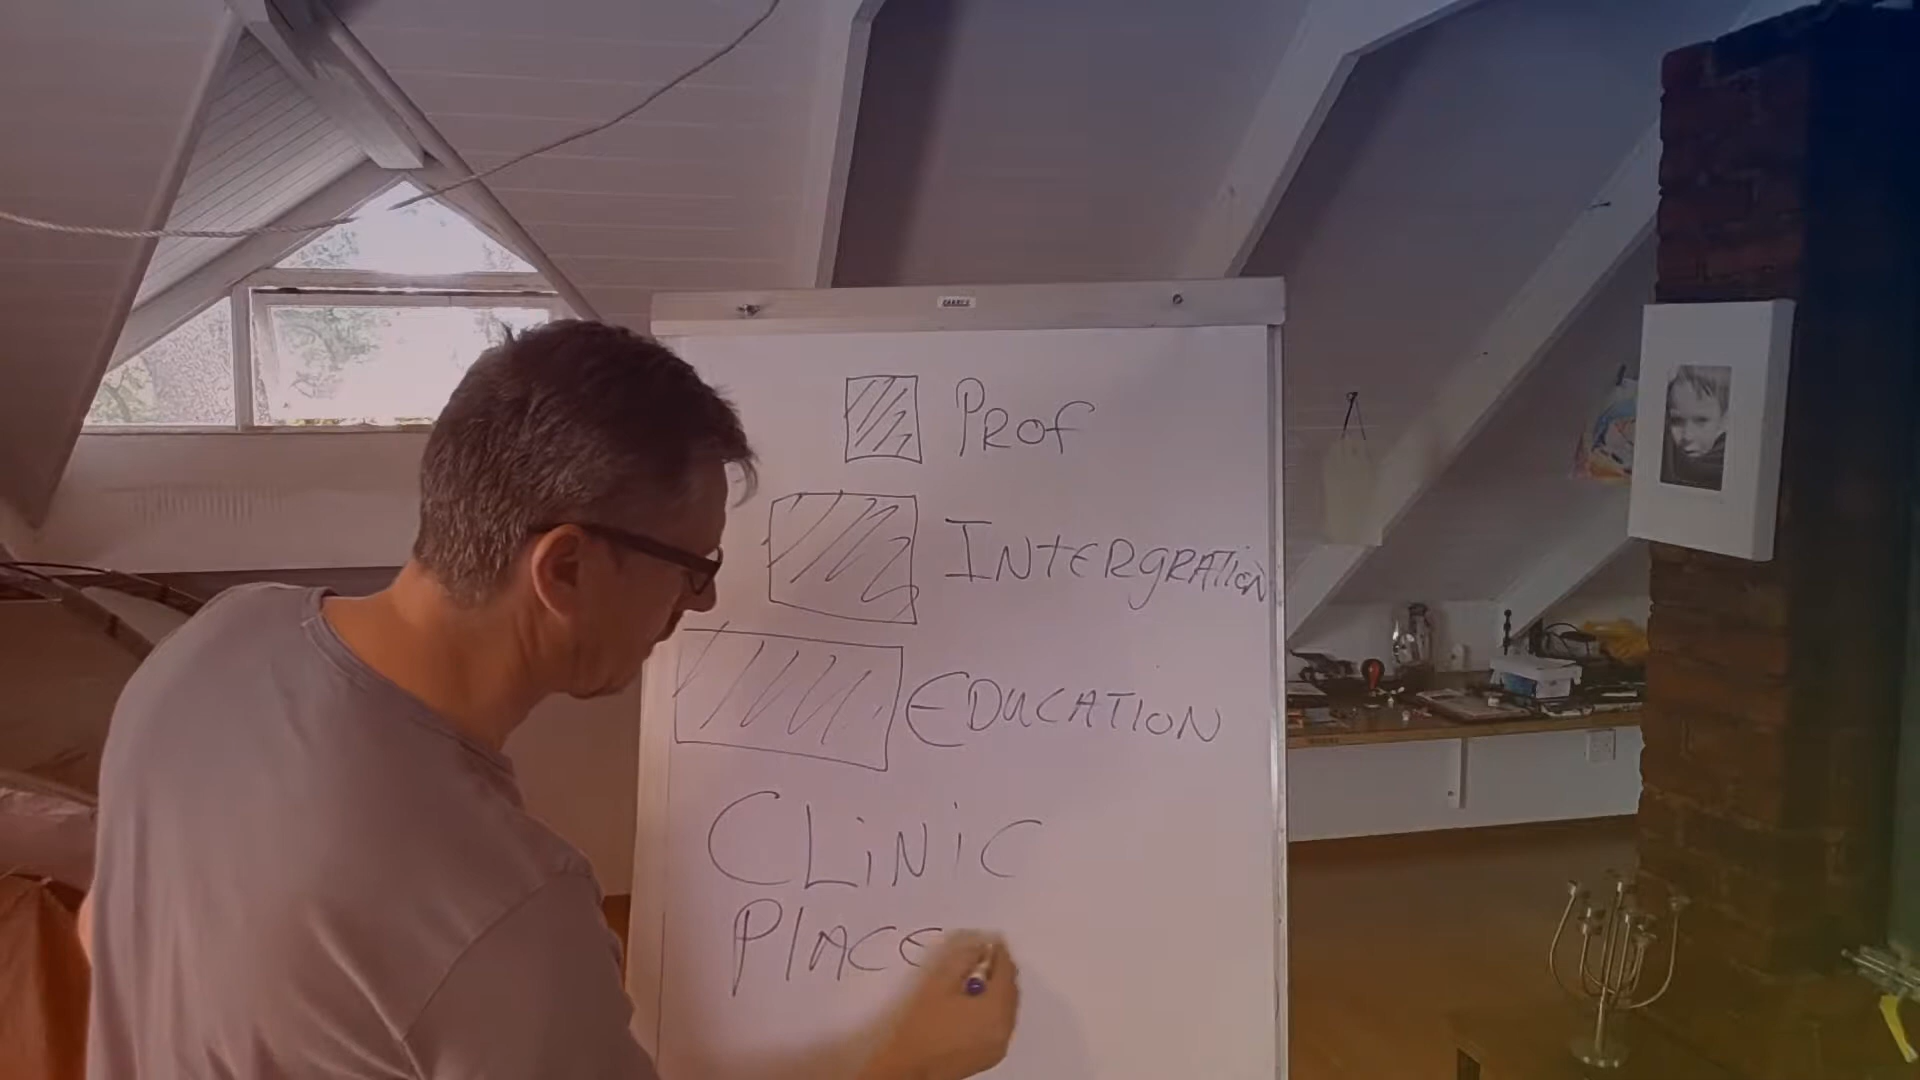 Prof
Intergration
Education
Clinic
Place